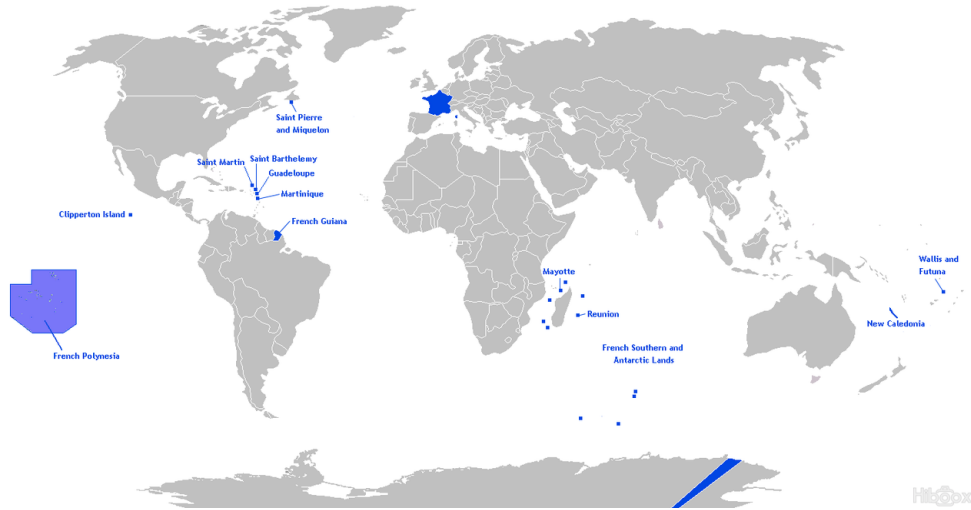 Saint Pierre
and Miquelon
Saint Martin
Saint Barthelemy
Guadeloupe
Martinique
Clipperton Island
French Guiana
Mayotte
Wallis and
Futuna
Reunion
New Caledonia
French Southern and
Antarctic Lands
French Polynesia